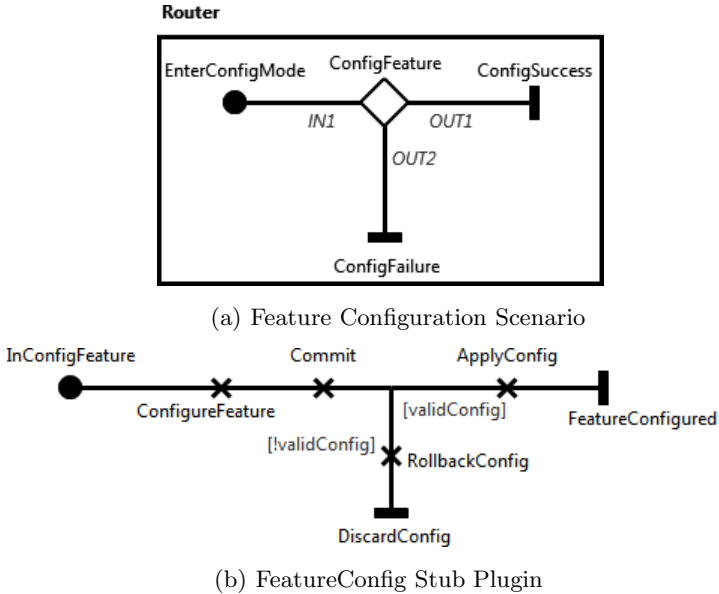 Router
EnterConfigMode
ConfigFeature
ConfigSuccess
IN1
OUT1
OUT2
ConfigFailure
(a) Feature Configuration Scenario
InConfigFeature
Commit
ApplyConfig
ConfigureFeature
[validConfig]
FeatureConfigured
[!validConfig]
RollbackConfig
DiscardConfig
(b) FeatureConfig Stub Plugin